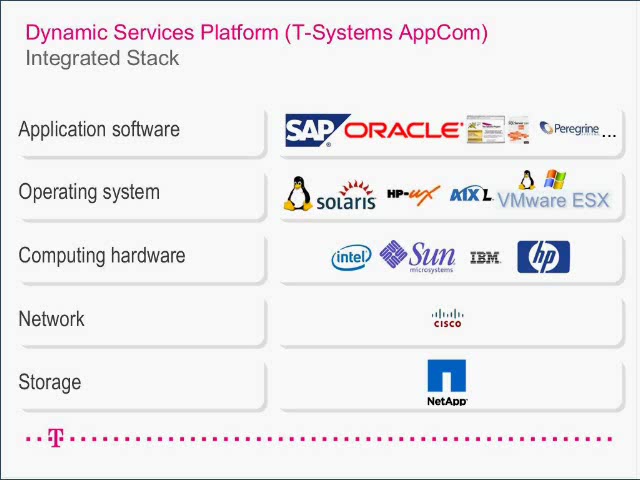 Dynamic Services Platform (T-Systems AppCom)
Integrated Stack
Application software
SAP ORACLE Peregrine ...
Operating system
solaris HP-UX AIX L VMware ESX
Computing hardware
intel Sun microsystems IBM hp
Network
CISCO
Storage
NetApp
T